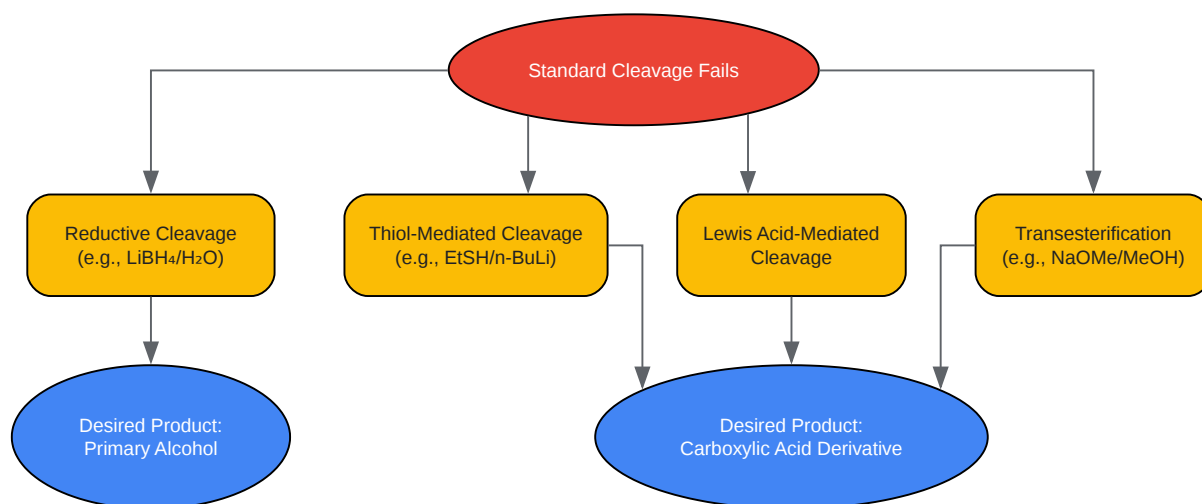 Standard Cleavage Fails
Reductive Cleavage
(e.g., LiBH₄/H₂O)
Thiol-Mediated Cleavage
(e.g., EtSH/n-BuLi)
Lewis Acid-Mediated
Cleavage
Transesterification
(e.g., NaOMe/MeOH)
Desired Product:
Primary Alcohol
Desired Product:
Carboxylic Acid Derivative